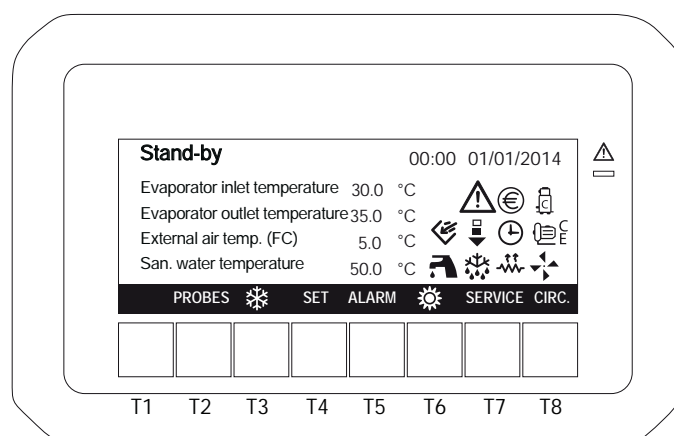 Stand-by 00:00 01/01/2014
Evaporator inlet temperature 30.0 °C
Evaporator outlet temperature 35.0 °C
External air temp. (FC) 5.0 °C
San. water temperature 50.0 °C
€ C
C E
PROBES SET ALARM SERVICE CIRC.
T1 T2 T3 T4 T5 T6 T7 T8